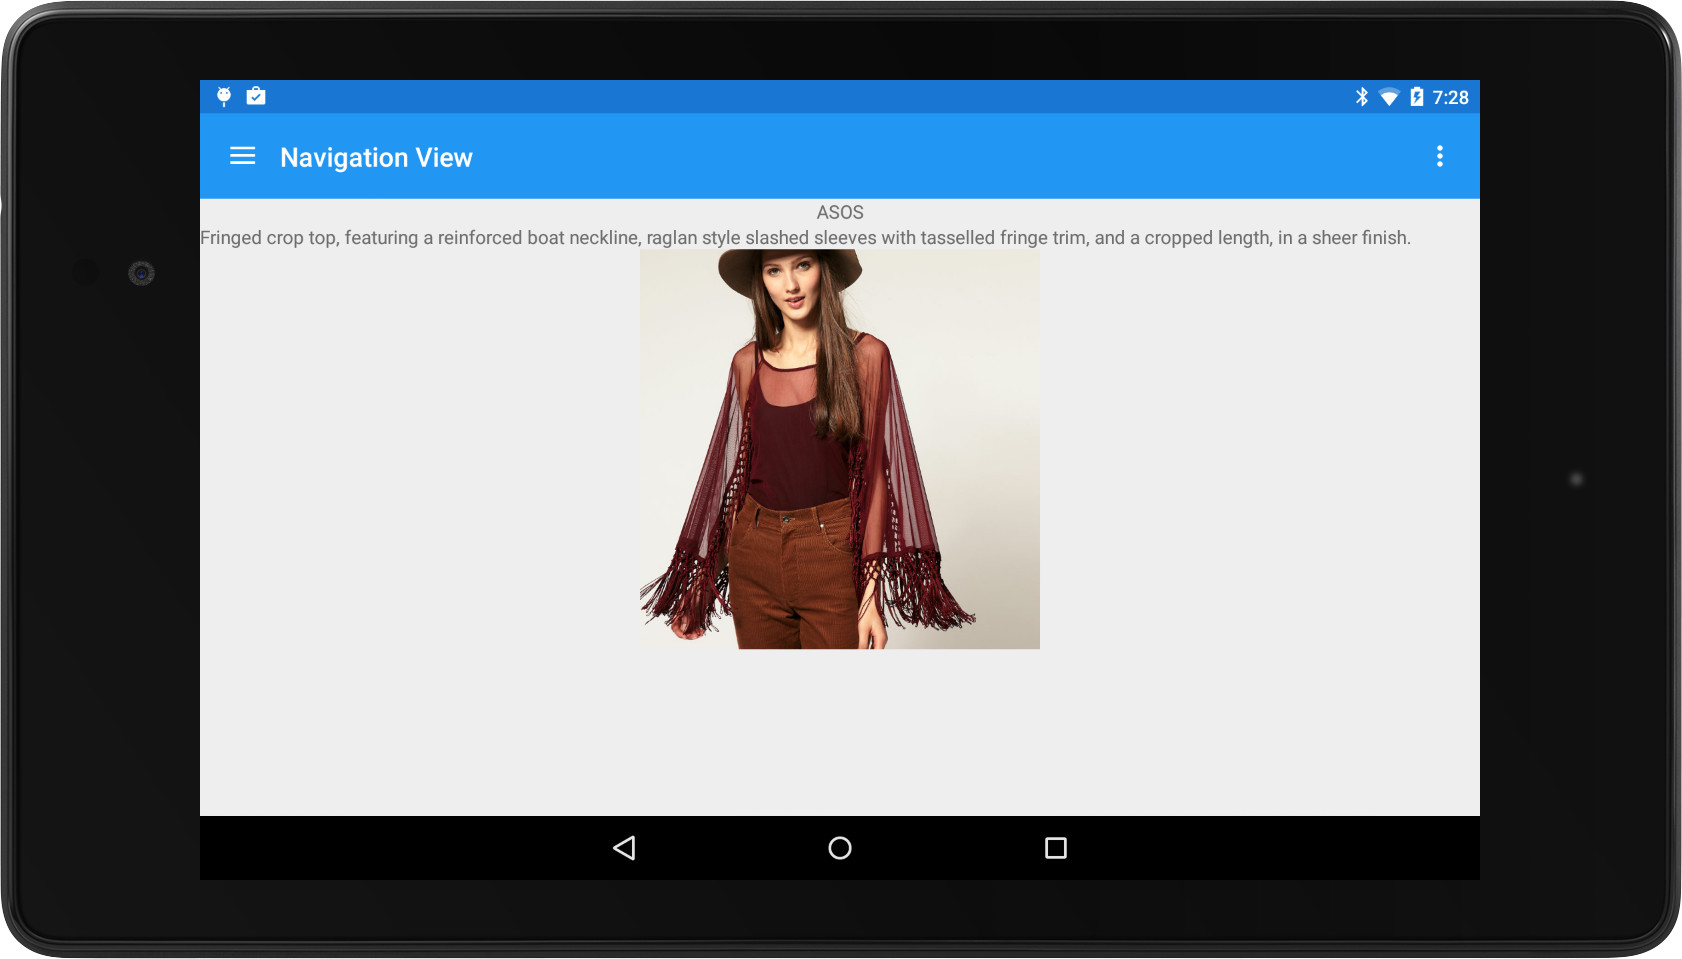 7:28
Navigation View
ASOS
Fringed crop top, featuring a reinforced boat neckline, raglan style slashed sleeves with tasselled fringe trim, and a cropped length, in a sheer finish.